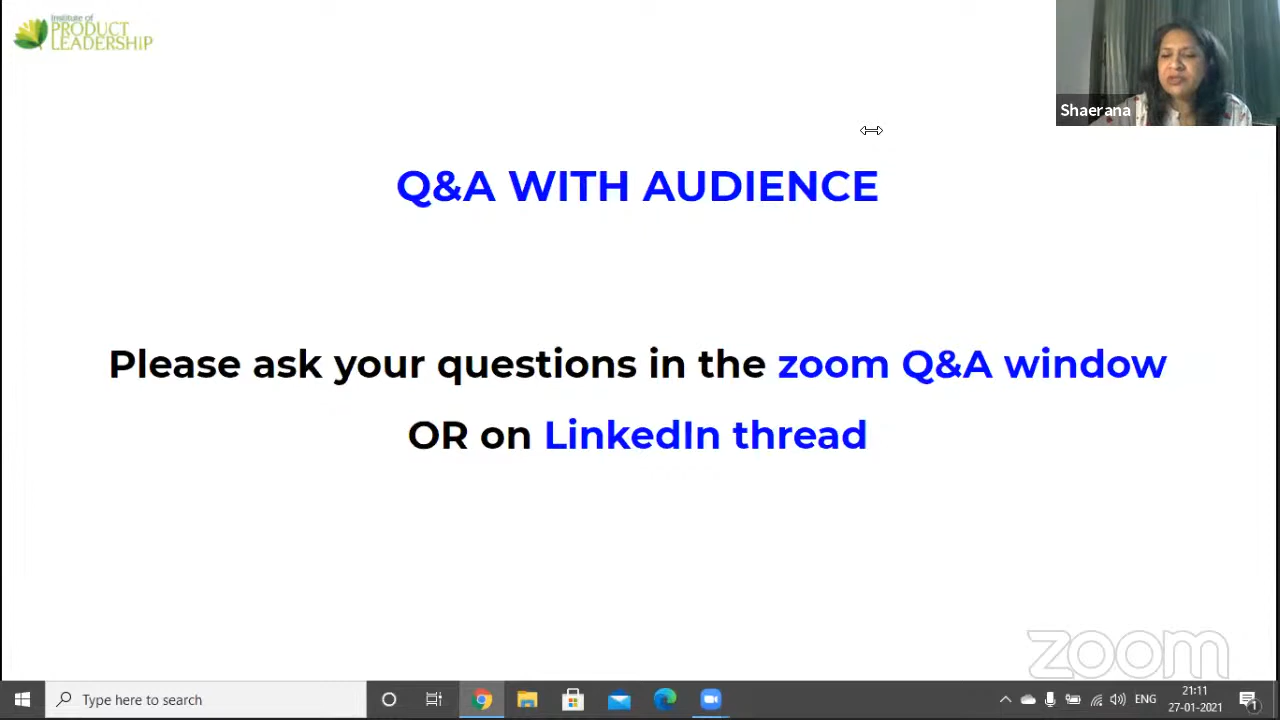 Institute of
PRODUCT
LEADERSHIP
Shaerana
Q&A WITH AUDIENCE
Please ask your questions in the zoom Q&A window
OR on LinkedIn thread
zoom
Type here to search
ENG
21:11
27-01-2021
1